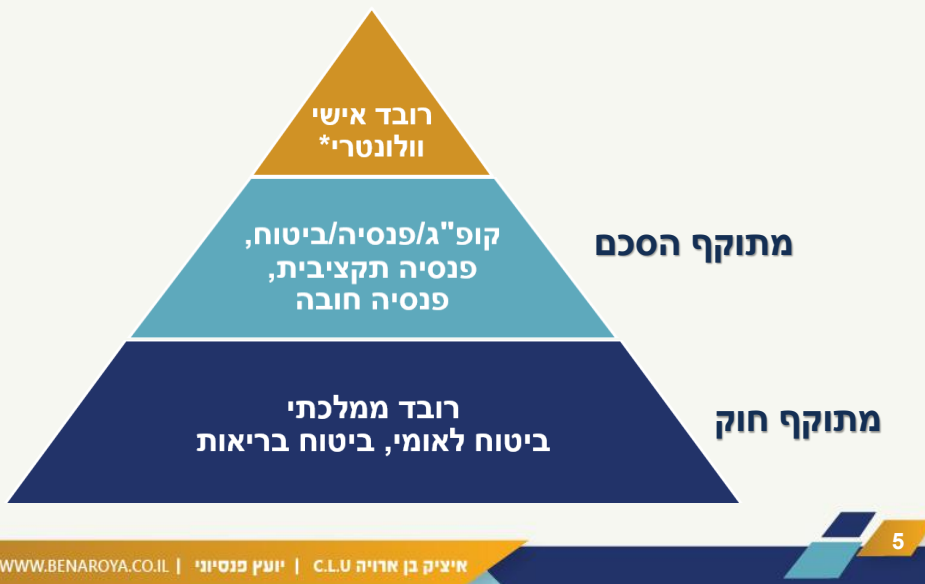 רובד אישי
וולונטרי*
קופ"ג/פנסיה/ביטוח,
פנסיה תקציבית,
פנסיה חובה
מתוקף הסכם
רובד ממלכתי
ביטוח לאומי, ביטוח בריאות
מתוקף חוק
5
איציק בן ארויה C.L.U | יועץ פנסיוני | WWW.BENAROYA.CO.IL